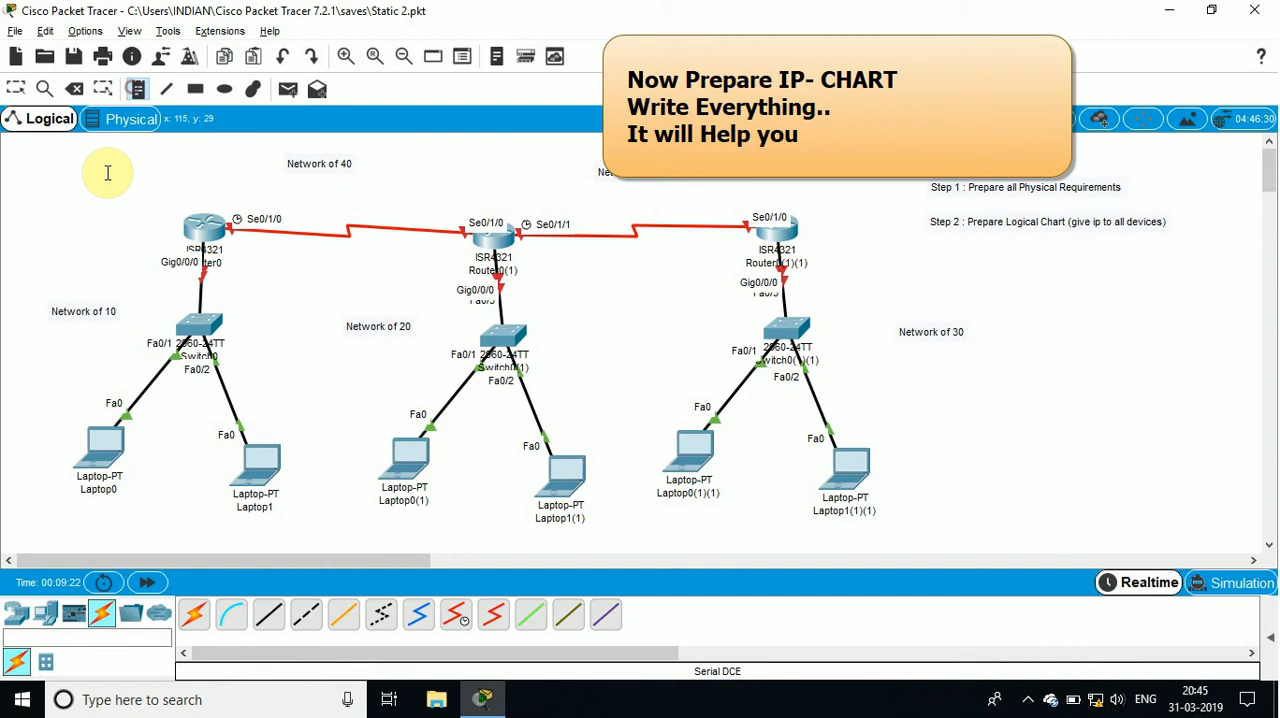 Cisco Packet Tracer - C:\Users\INDIAN\Cisco Packet Tracer 7.2.1\saves\Static 2.pkt
File Edit Options View Tools Extensions Help
Now Prepare IP- CHART
Write Everything..
It will Help you
Logical Physical x: 115, y: 29 04:46:30
Network of 40
Step 1 : Prepare all Physical Requirements
Step 2 : Prepare Logical Chart (give ip to all devices)
Se0/1/0 Se0/1/0 Se0/1/1 Se0/1/0
ISR4321
Gig0/0/0
ISR4321
Router0(1)
Gig0/0/0
ISR4321
Router0(1)(1)
Gig0/0/0
Network of 10
Network of 20
Network of 30
Fa0/1 2960-24TT
Switch0
Fa0/2
Fa0/1 2960-24TT
Switch0(1)
Fa0/2
Fa0/1 2960-24TT
Fa0/2
Fa0 Fa0 Fa0 Fa0 Fa0 Fa0
Laptop-PT
Laptop0
Laptop-PT
Laptop1
Laptop-PT
Laptop0(1)
Laptop-PT
Laptop1(1)
Laptop-PT
Laptop0(1)(1)
Laptop-PT
Laptop1(1)(1)
Time: 00:09:22 Realtime Simulation
Serial DCE
Type here to search
ENG
20:45
31-03-2019